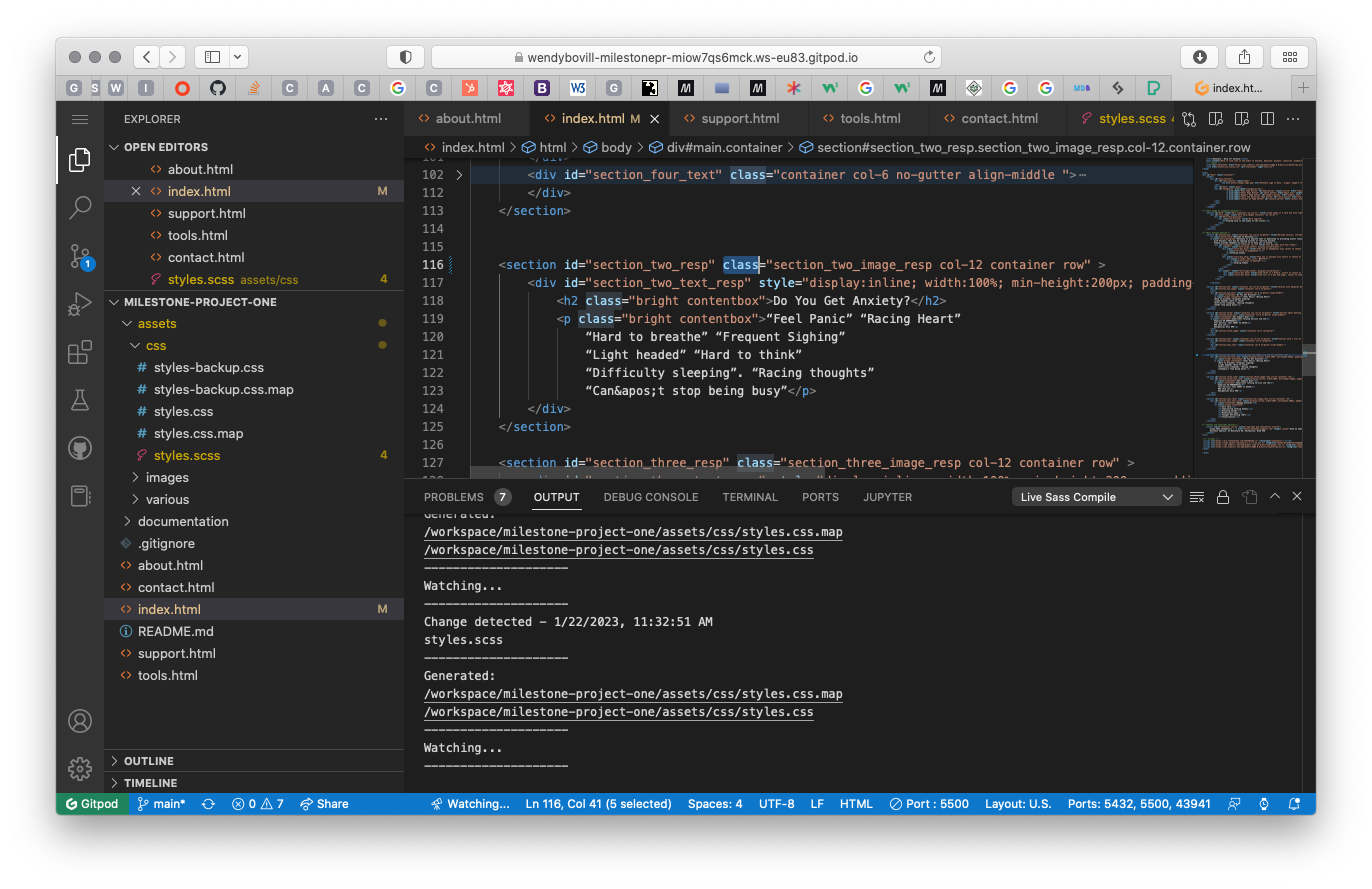 wendybovill-milestonepr-miow7qs6mck.ws-eu83.gitpod.io
G S W I C A C G C B W3 G M M G M G G MDB index.ht...
EXPLORER
about.html
index.html M
support.html
tools.html
contact.html
styles.scss 4
index.html > html > body > div#main.container > section#section_two_resp.section_two_image_resp.col-12.container.row
OPEN EDITORS
about.html
index.html M
support.html
tools.html
contact.html
styles.scss assets/css 4
MILESTONE-PROJECT-ONE
assets
css
styles-backup.css
styles-backup.css.map
styles.css
styles.css.map
styles.scss 4
images
various
documentation
.gitignore
about.html
contact.html
index.html M
README.md
support.html
tools.html
OUTLINE
TIMELINE
1
101 </div>
102 <div id="section_four_text" class="container col-6 no-gutter align-middle ">⋯
112 </div>
113 </section>
114
115
116 <section id="section_two_resp" class="section_two_image_resp col-12 container row" >
117 <div id="section_two_text_resp" style="display:inline; width:100%; min-height:200px; padding-
118 <h2 class="bright contentbox">Do You Get Anxiety?</h2>
119 <p class="bright contentbox">“Feel Panic” “Racing Heart”
120 “Hard to breathe” “Frequent Sighing”
121 “Light headed” “Hard to think”
122 “Difficulty sleeping”. “Racing thoughts”
123 “Can&apos;t stop being busy”</p>
124 </div>
125 </section>
126
127 <section id="section_three_resp" class="section_three_image_resp col-12 container row" >
PROBLEMS 7 OUTPUT DEBUG CONSOLE TERMINAL PORTS JUPYTER Live Sass Compile
Generated:
/workspace/milestone-project-one/assets/css/styles.css.map
/workspace/milestone-project-one/assets/css/styles.css
--------------------
Watching...
--------------------
Change detected - 1/22/2023, 11:32:51 AM
styles.scss
--------------------
Generated:
/workspace/milestone-project-one/assets/css/styles.css.map
/workspace/milestone-project-one/assets/css/styles.css
--------------------
Watching...
--------------------
Gitpod main* 0 7 Share Watching... Ln 116, Col 41 (5 selected) Spaces: 4 UTF-8 LF HTML Port : 5500 Layout: U.S. Ports: 5432, 5500, 43941